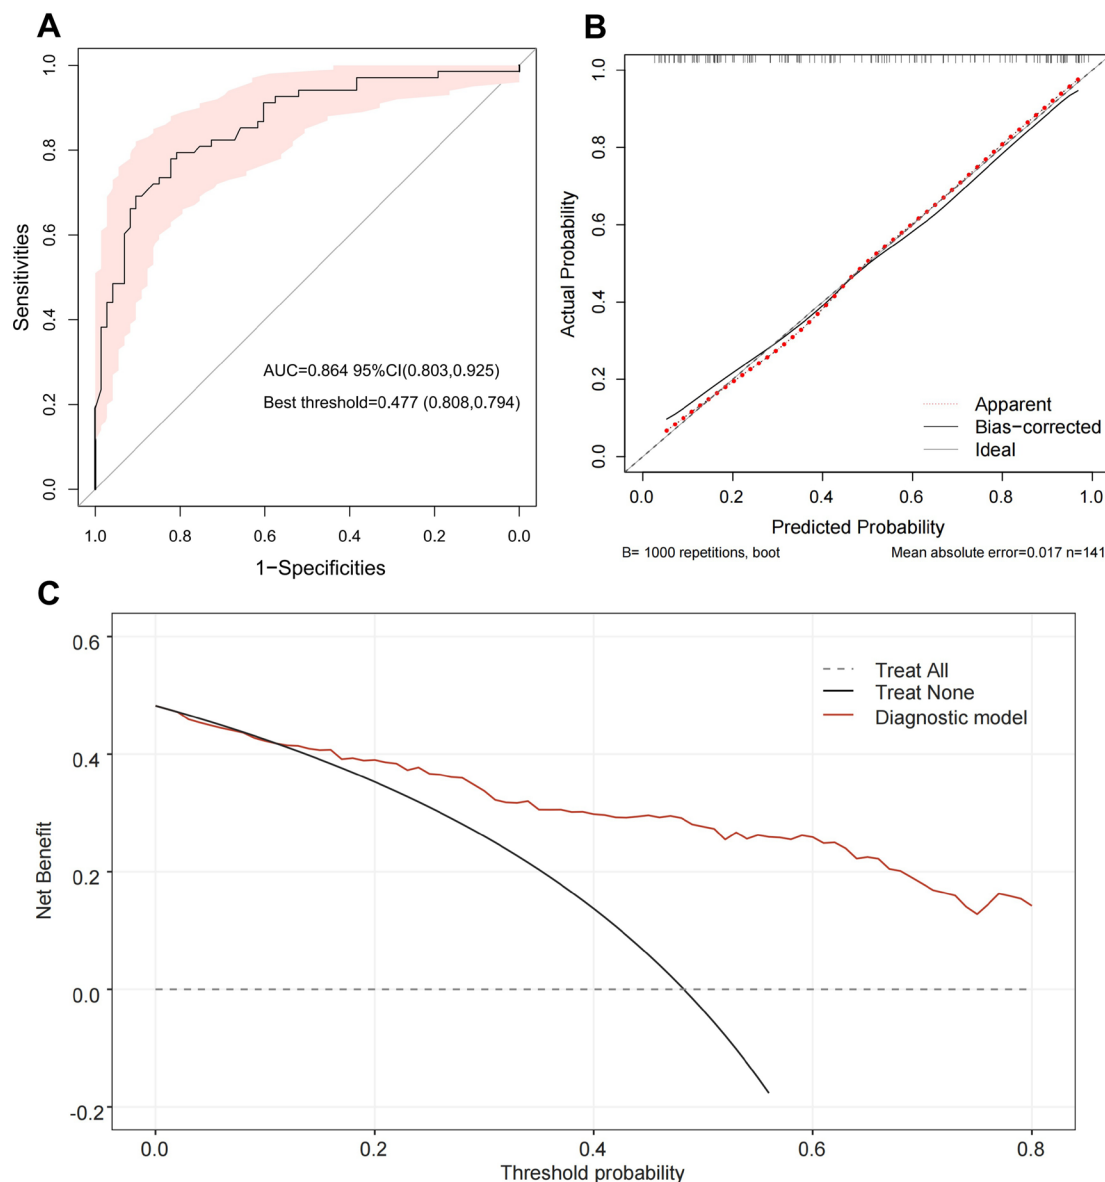 A
1.0
0.8
0.6
0.4
0.2
0.0
Sensitivities
AUC=0.864 95%CI(0.803,0.925)
Best threshold=0.477 (0.808,0.794)
1.0 0.8 0.6 0.4 0.2 0.0
1−Specificities
B
1.0
0.8
0.6
0.4
0.2
0.0
Actual Probability
Apparent
Bias−corrected
Ideal
0.0 0.2 0.4 0.6 0.8 1.0
Predicted Probability
B= 1000 repetitions, boot
Mean absolute error=0.017 n=141
C
0.6
0.4
0.2
0.0
-0.2
Net Benefit
Treat All
Treat None
Diagnostic model
0.0 0.2 0.4 0.6 0.8
Threshold probability